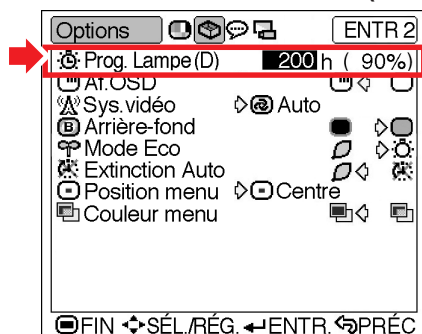 Options ENTR 2
Prog. Lampe(D) 200 h ( 90%)
Af.OSD
Sys.vidéo Auto
B Arrière-fond
Mode Eco
Extinction Auto
Position menu Centre
Couleur menu
FIN SÉL./RÉG. ENTR. PRÉC